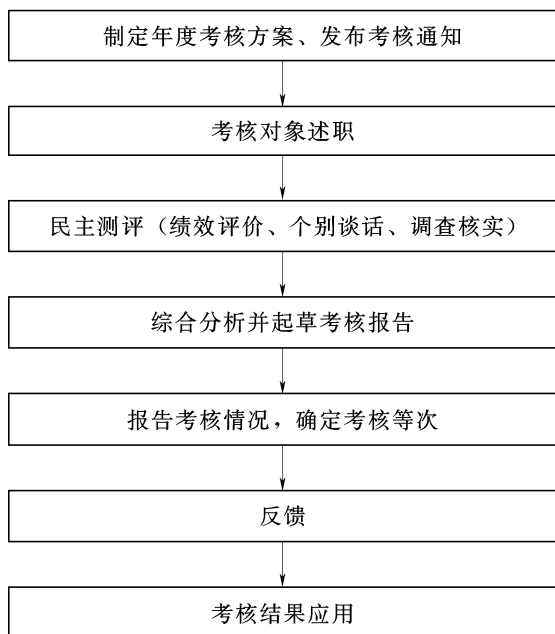 制定年度考核方案、发布考核通知
考核对象述职
民主测评（绩效评价、个别谈话、调查核实）
综合分析并起草考核报告
报告考核情况，确定考核等次
反馈
考核结果应用